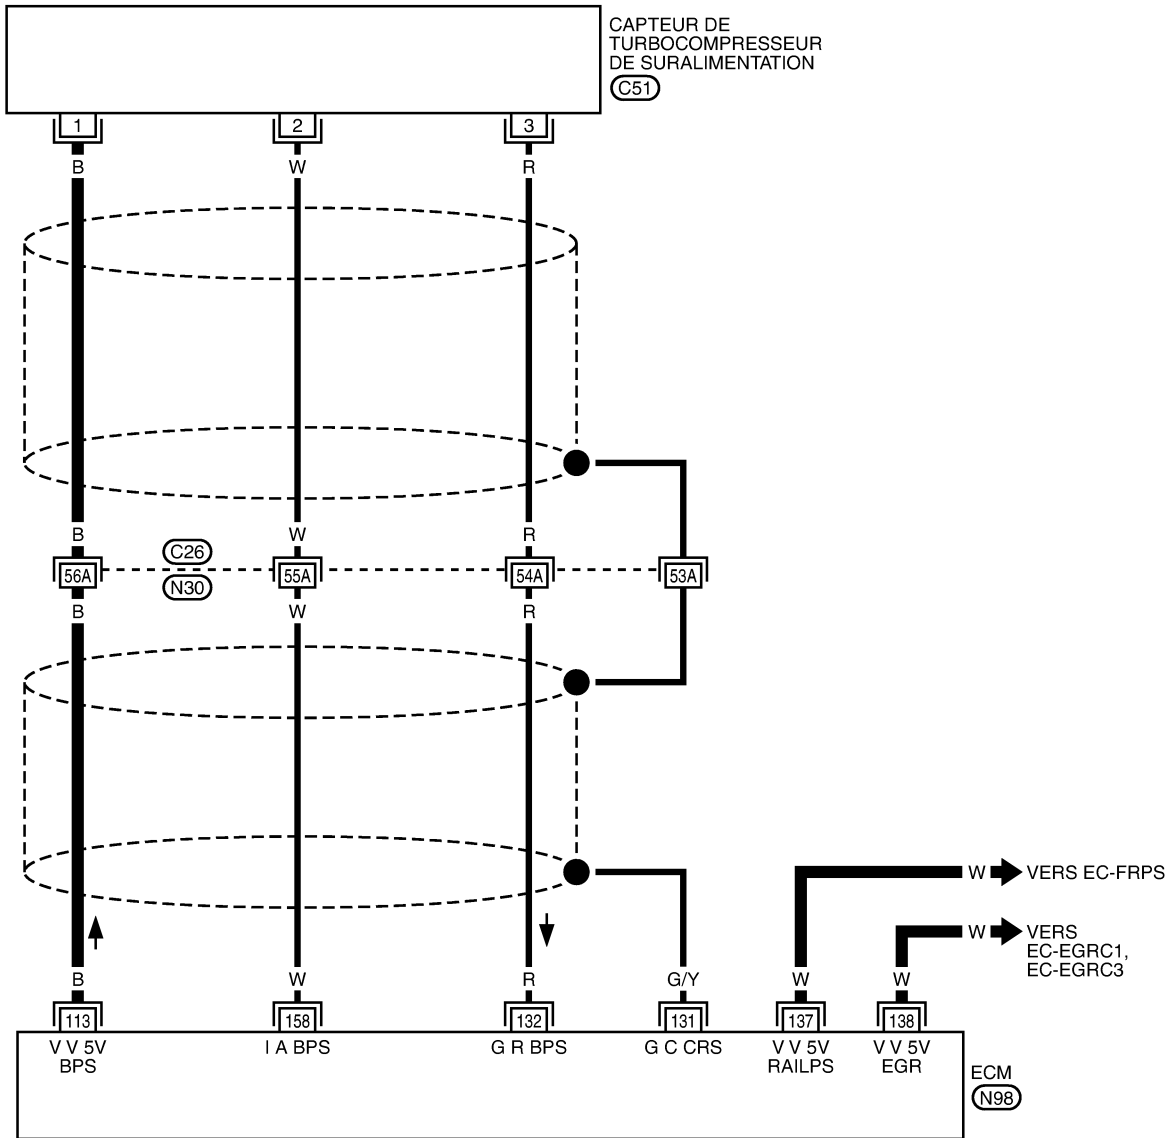 CAPTEUR DE
TURBOCOMPRESSEUR
DE SURALIMENTATION
C51
1 2 3
B W R
B W R
C26
56A 55A 54A 53A
N30
B W R
W VERS EC-FRPS
W VERS
EC-EGRC1,
EC-EGRC3
B W R G/Y W W
113 158 132 131 137 138
V V 5V I A BPS G R BPS G C CRS V V 5V V V 5V
BPS RAILPS EGR
ECM
N98